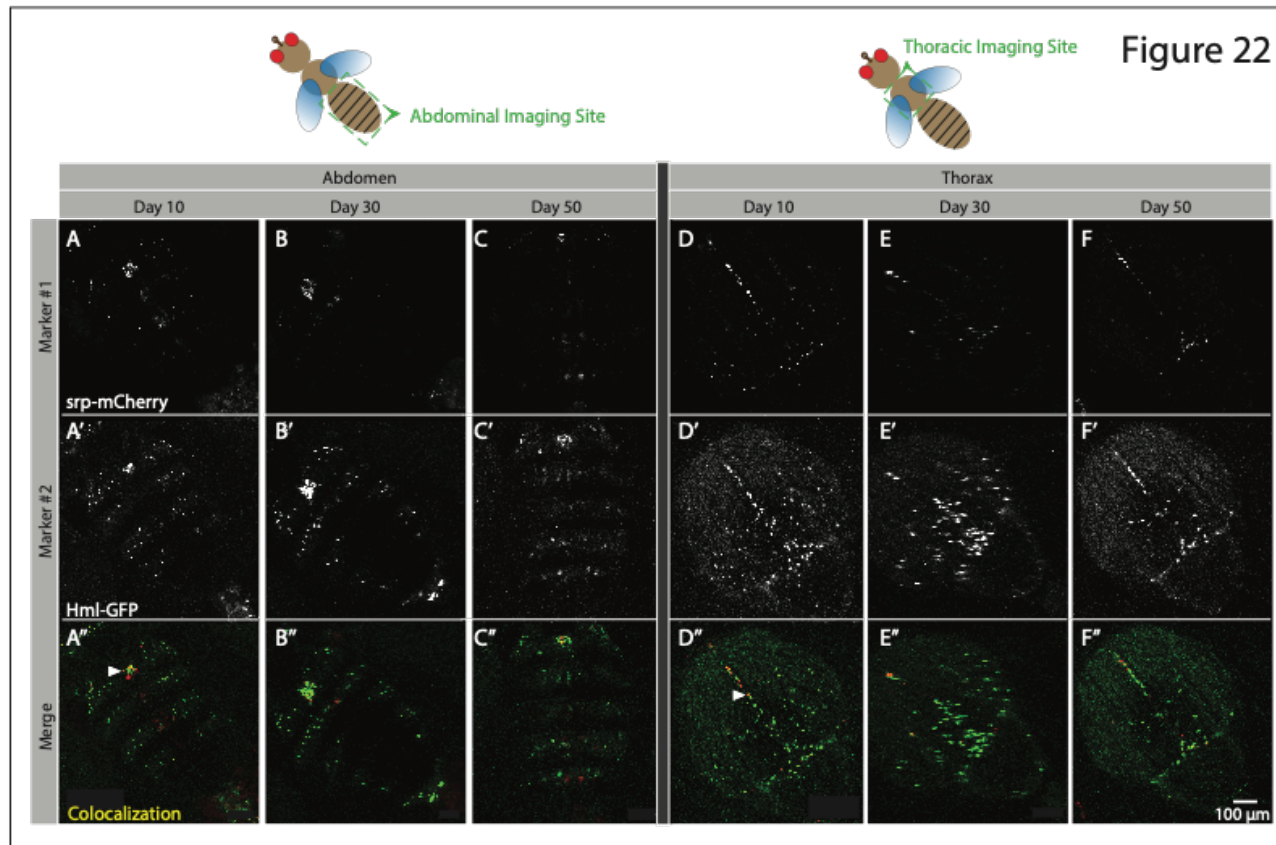 Figure 22
Abdominal Imaging Site
Thoracic Imaging Site
Abdomen
Thorax
Day 10
Day 30
Day 50
Day 10
Day 30
Day 50
Marker #1
A
B
C
D
E
F
srp-mCherry
Marker #2
A'
B'
C'
D'
E'
F'
Hml-GFP
Merge
A"
B"
C"
D"
E"
F"
Colocalization
100 µm